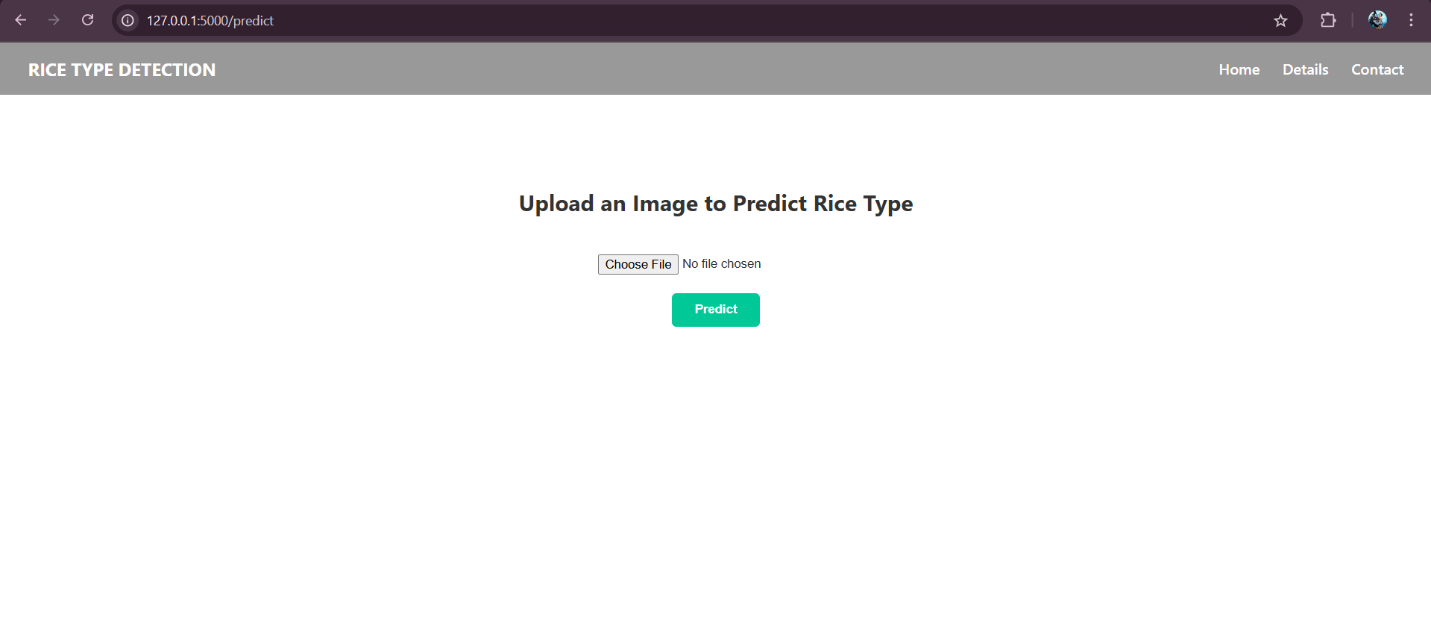 127.0.0.1:5000/predict
RICE TYPE DETECTION Home Details Contact
Upload an Image to Predict Rice Type
Choose File No file chosen
Predict